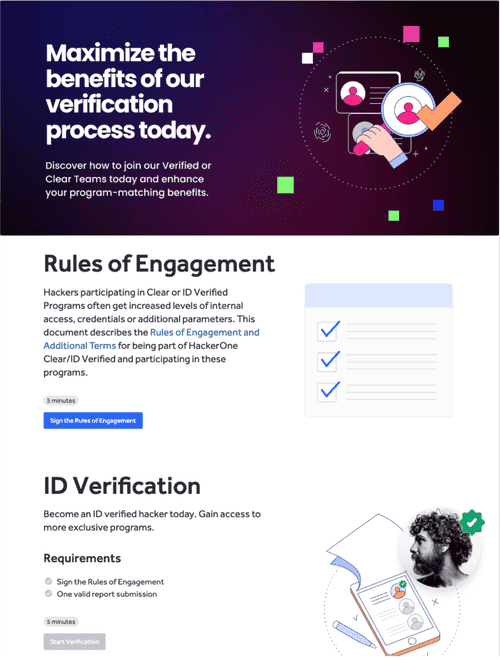 Maximize the
benefits of our
verification
process today.
Discover how to join our Verified or
Clear Teams today and enhance
your program-matching benefits.
Rules of Engagement
Hackers participating in Clear or ID Verified
Programs often get increased levels of internal
access, credentials or additional parameters. This
document describes the Rules of Engagement and
Additional Terms for being part of HackerOne
Clear/ID Verified and participating in these
programs.
5 minutes
Sign the Rules of Engagement
ID Verification
Become an ID verified hacker today. Gain access to
more exclusive programs.
Requirements
Sign the Rules of Engagement
One valid report submission
5 minutes
Start Verification